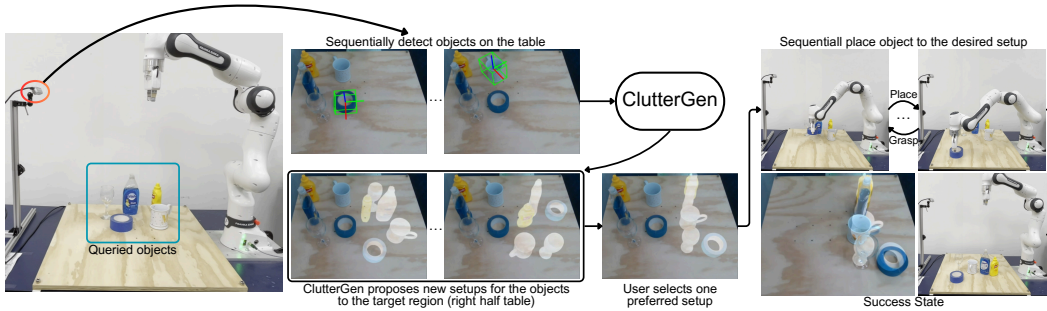 Sequentially detect objects on the table
...
ClutterGen
Sequentiall place object to the desired setup
Place
...
Grasp
Queried objects
...
ClutterGen proposes new setups for the objects
to the target region (right half table)
User selects one
preferred setup
Success State